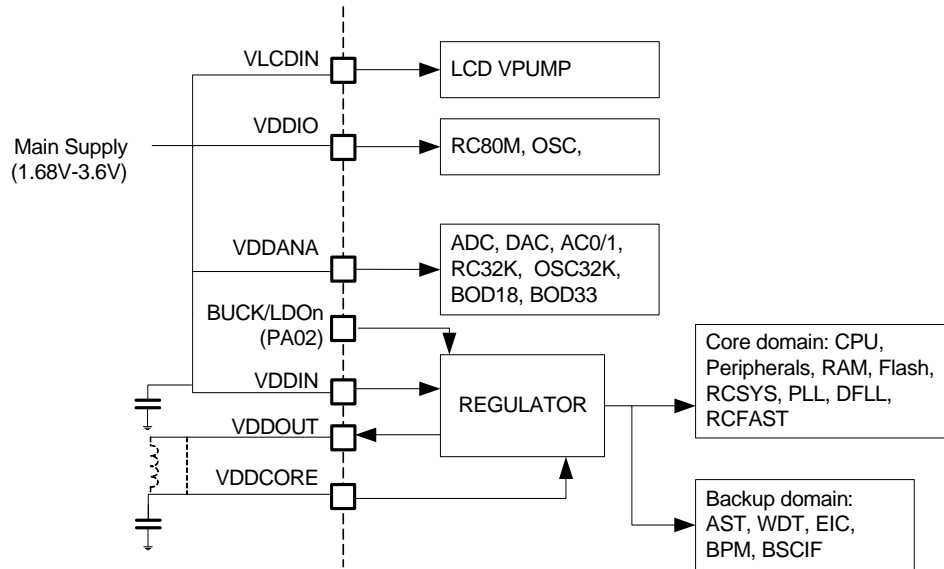 VLCDIN
LCD VPUMP
VDDIO
Main Supply
(1.68V-3.6V)
RC80M, OSC,
VDDANA
ADC, DAC, AC0/1,
RC32K, OSC32K,
BOD18, BOD33
BUCK/LDOn
(PA02)
VDDIN
REGULATOR
VDDOUT
VDDCORE
Core domain: CPU,
Peripherals, RAM, Flash,
RCSYS, PLL, DFLL,
RCFAST
Backup domain:
AST, WDT, EIC,
BPM, BSCIF